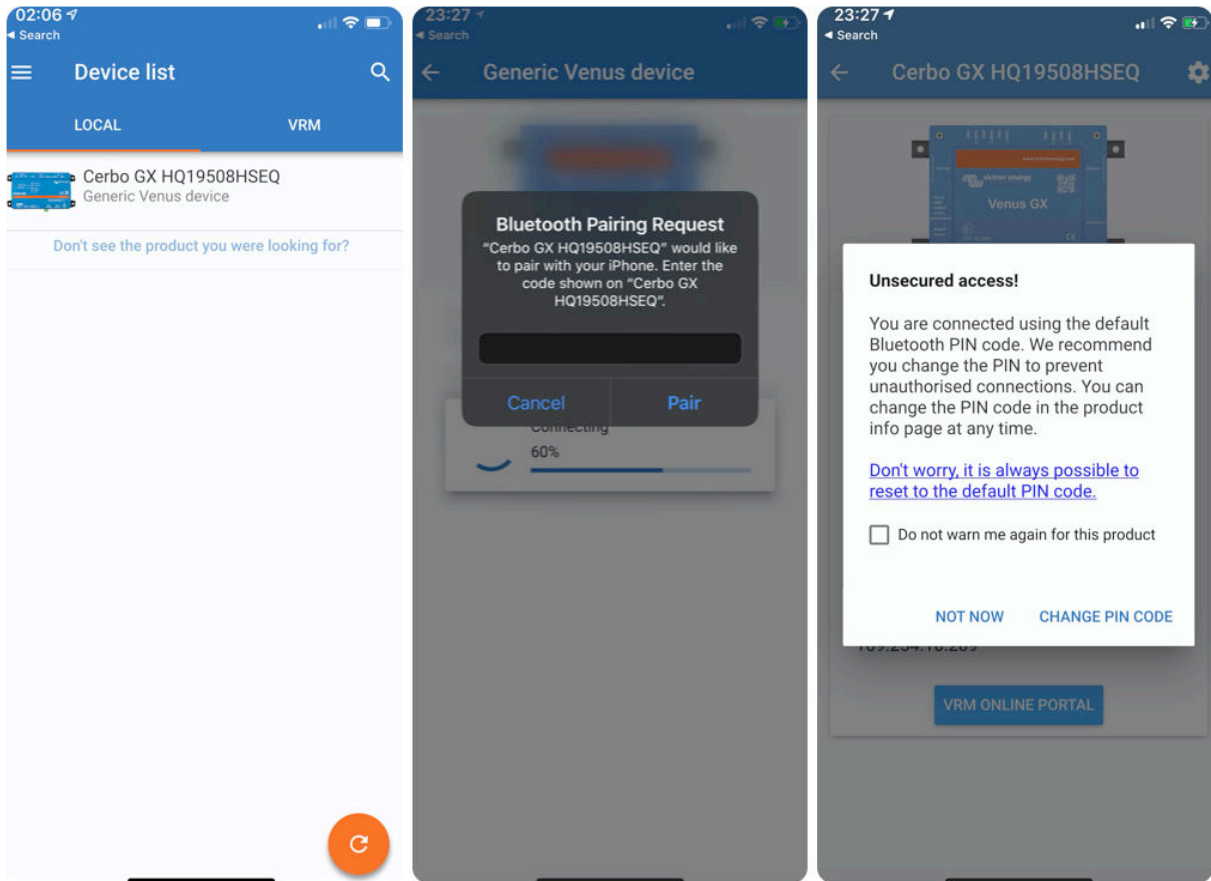 02:06
◀ Search
Device list
LOCAL
VRM
Cerbo GX HQ19508HSEQ
Generic Venus device
Don't see the product you were looking for?
23:27
◀ Search
Generic Venus device
Bluetooth Pairing Request
“Cerbo GX HQ19508HSEQ” would like
to pair with your iPhone. Enter the
code shown on “Cerbo GX
HQ19508HSEQ”.
Cancel
Pair
Connecting
60%
23:27
◀ Search
Cerbo GX HQ19508HSEQ
victron energy
Venus GX
Unsecured access!
You are connected using the default
Bluetooth PIN code. We recommend
you change the PIN to prevent
unauthorised connections. You can
change the PIN code in the product
info page at any time.
Don't worry, it is always possible to
reset to the default PIN code.
Do not warn me again for this product
NOT NOW
CHANGE PIN CODE
VRM ONLINE PORTAL